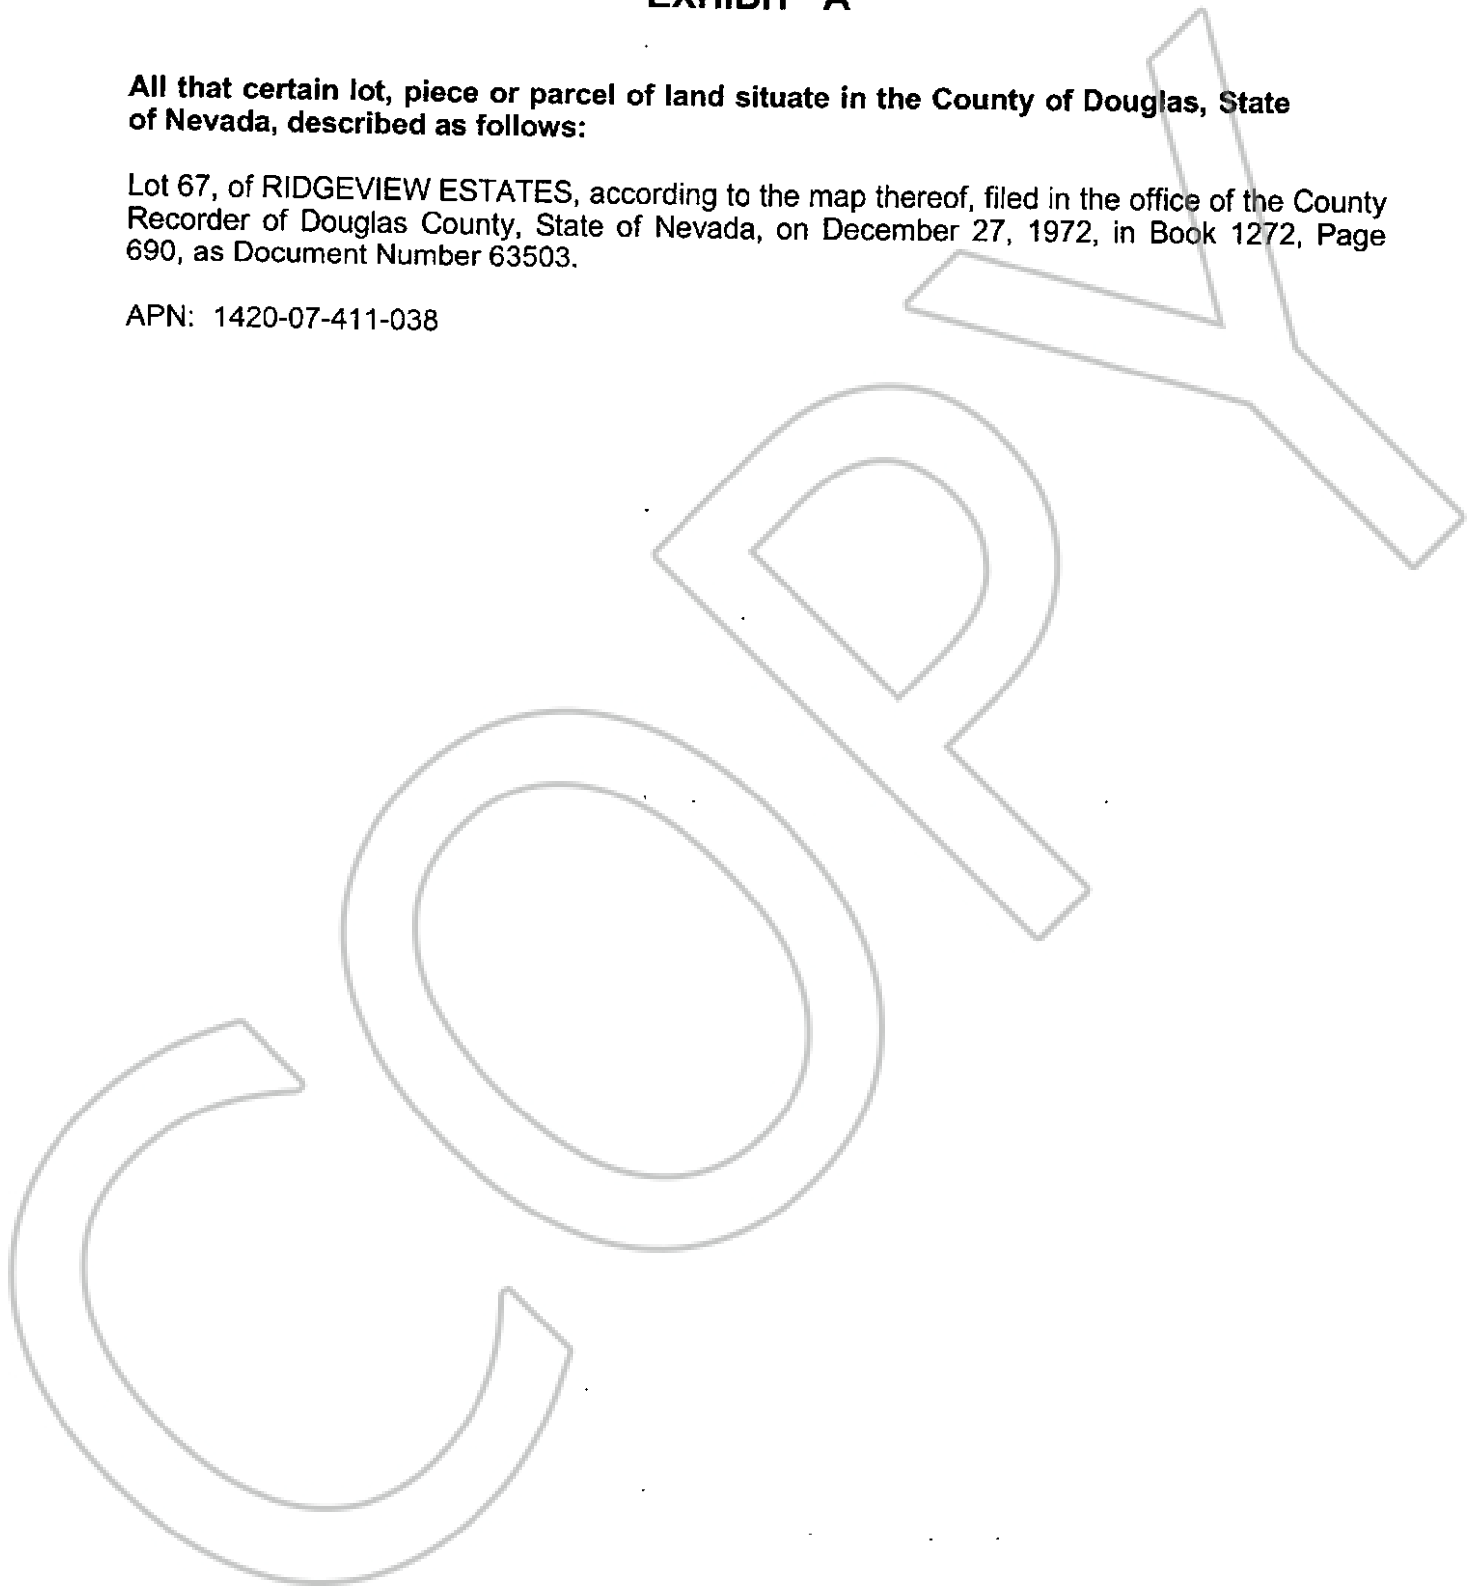 EXHIBIT "A"
All that certain lot, piece or parcel of land situate in the County of Douglas, State
of Nevada, described as follows:
Lot 67, of RIDGEVIEW ESTATES, according to the map thereof, filed in the office of the County
Recorder of Douglas County, State of Nevada, on December 27, 1972, in Book 1272, Page
690, as Document Number 63503.
APN: 1420-07-411-038
COPY